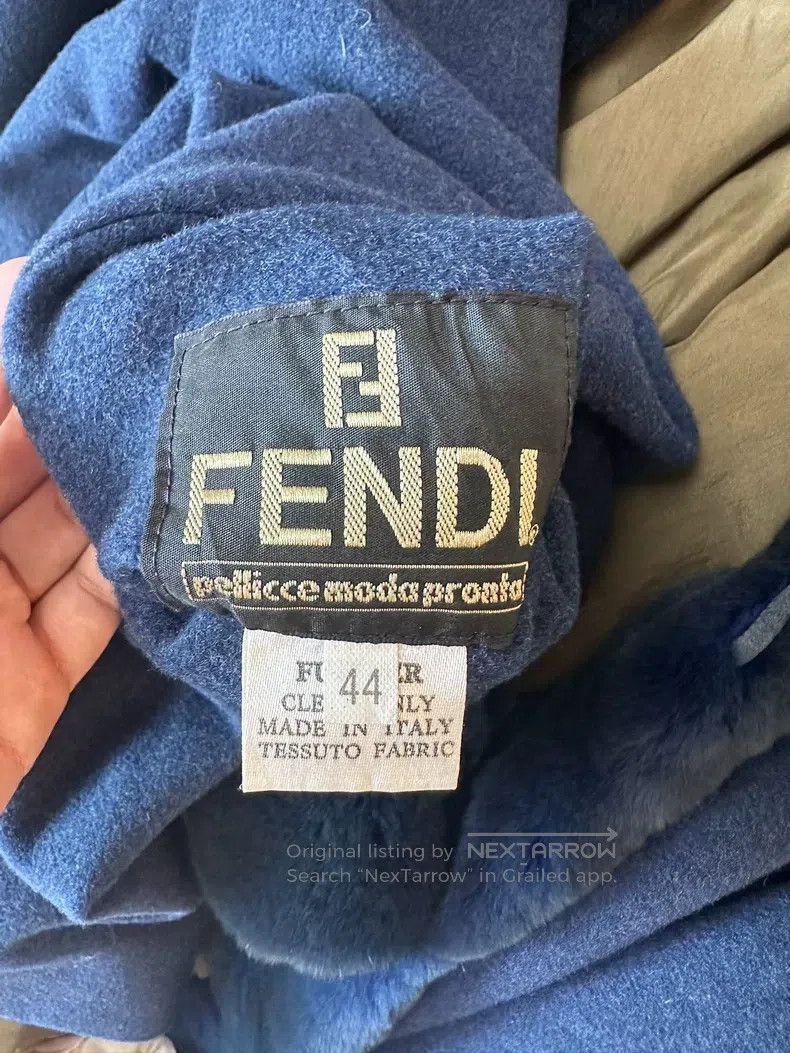 FENDI
pellicce moda pronta
44
MADE IN ITALY
TESSUTO FABRIC
Original listing by NEXTARROW
Search “NexTarrow” in Grailed app.